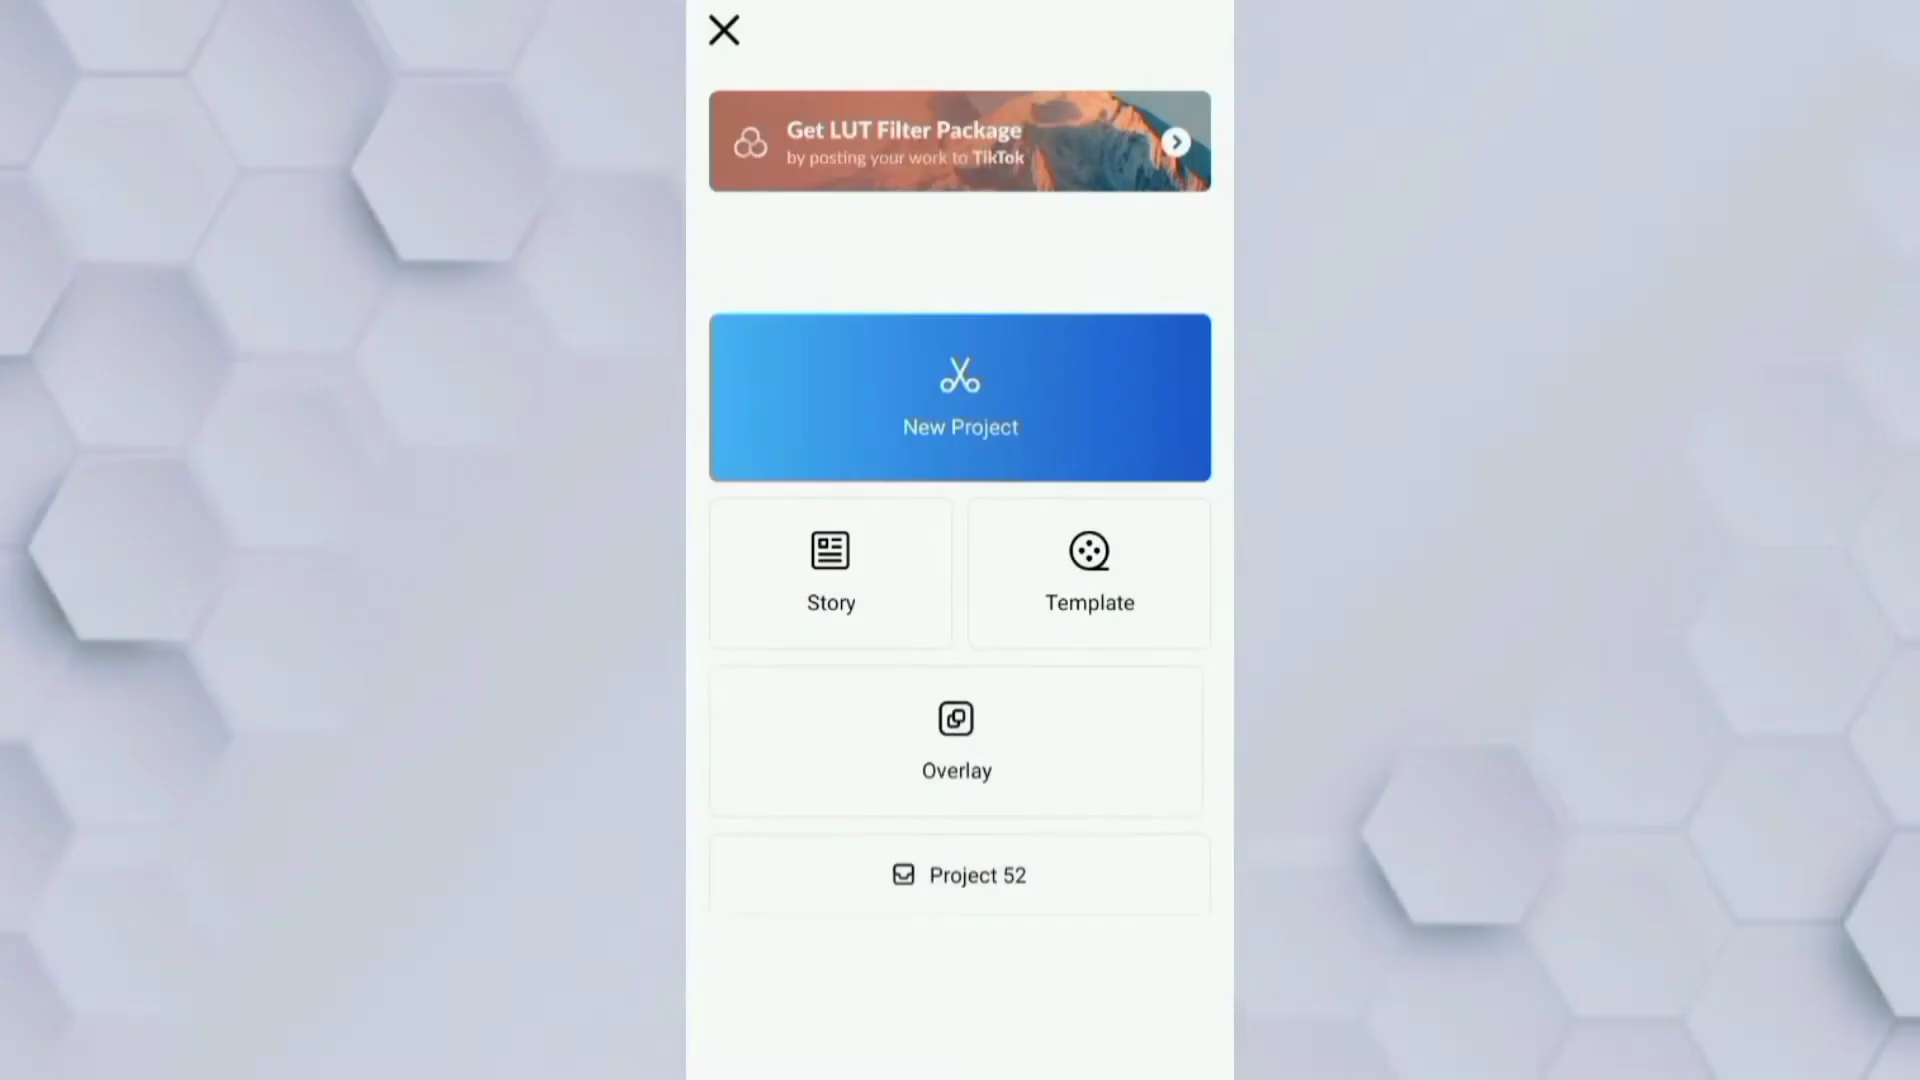 Get LUT Filter Package
by posting your work to TikTok
New Project
Story
Template
Overlay
Project 52